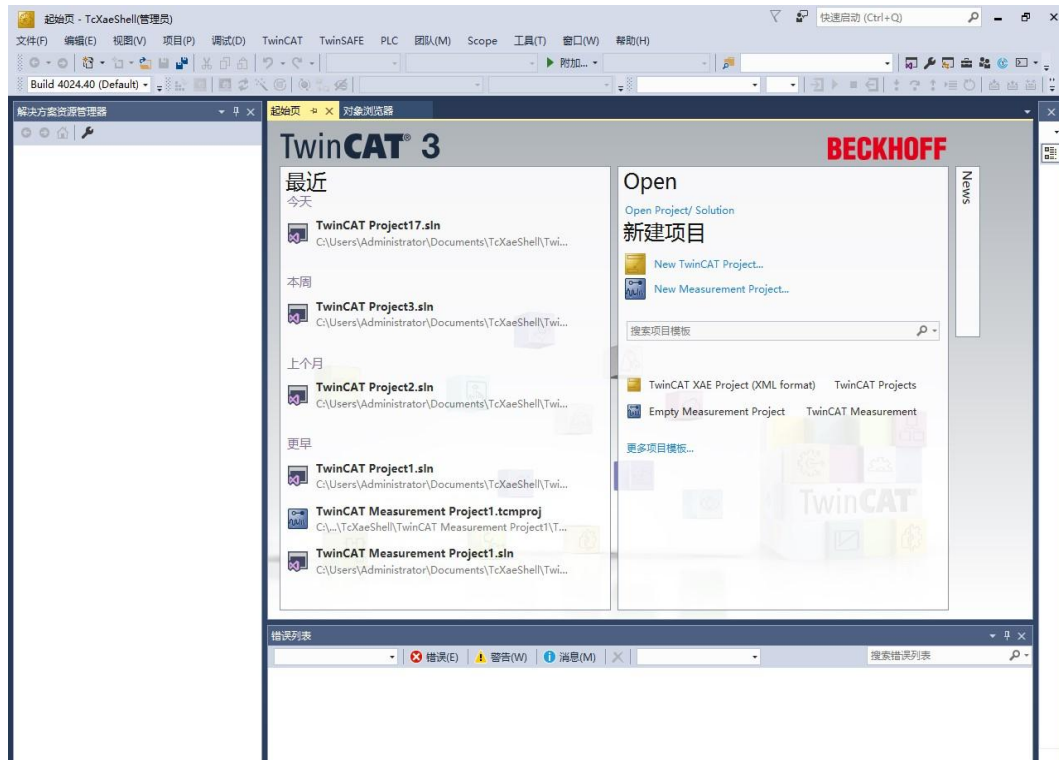 起始页 - TcXaeShell(管理员)
快速启动 (Ctrl+Q)
文件(F) 编辑(E) 视图(V) 项目(P) 调试(D) TwinCAT TwinSAFE PLC 团队(M) Scope 工具(T) 窗口(W) 帮助(H)
附加...
Build 4024.40 (Default)
解决方案资源管理器
起始页 对象浏览器
TwinCAT® 3
BECKHOFF
最近
今天
TwinCAT Project17.sln
C:\Users\Administrator\Documents\TcXaeShell\Twi...
本周
TwinCAT Project3.sln
C:\Users\Administrator\Documents\TcXaeShell\Twi...
上个月
TwinCAT Project2.sln
C:\Users\Administrator\Documents\TcXaeShell\Twi...
更早
TwinCAT Project1.sln
C:\Users\Administrator\Documents\TcXaeShell\Twi...
TwinCAT Measurement Project1.tcmproj
C:\...\TcXaeShell\TwinCAT Measurement Project1\T...
TwinCAT Measurement Project1.sln
C:\Users\Administrator\Documents\TcXaeShell\Twi...
Open
Open Project/ Solution
新建项目
New TwinCAT Project...
New Measurement Project...
搜索项目模板
TwinCAT XAE Project (XML format) TwinCAT Projects
Empty Measurement Project TwinCAT Measurement
更多项目模板...
TwinCAT
News
错误列表
错误(E) 警告(W) 消息(M)
搜索错误列表